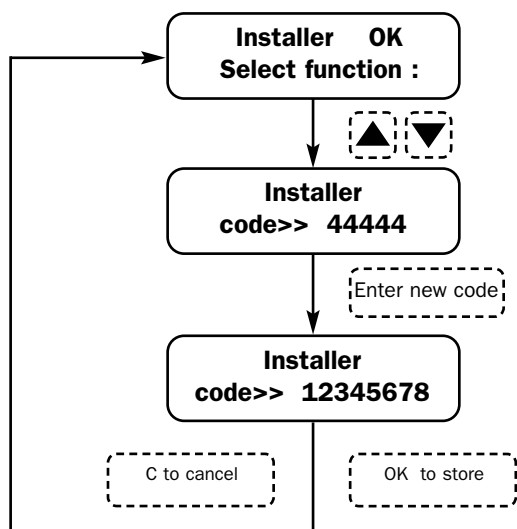 Installer OK
Select function :
Installer
code>> 44444
Enter new code
Installer
code>> 12345678
C to cancel
OK to store